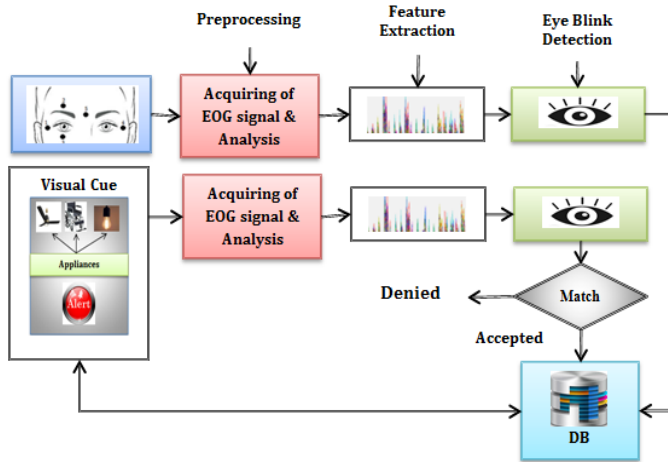 Preprocessing
Feature
Extraction
Eye Blink
Detection
Acquiring of
EOG signal &
Analysis
Visual Cue
Appliances
Alert
Acquiring of
EOG signal &
Analysis
Denied
Match
Accepted
DB